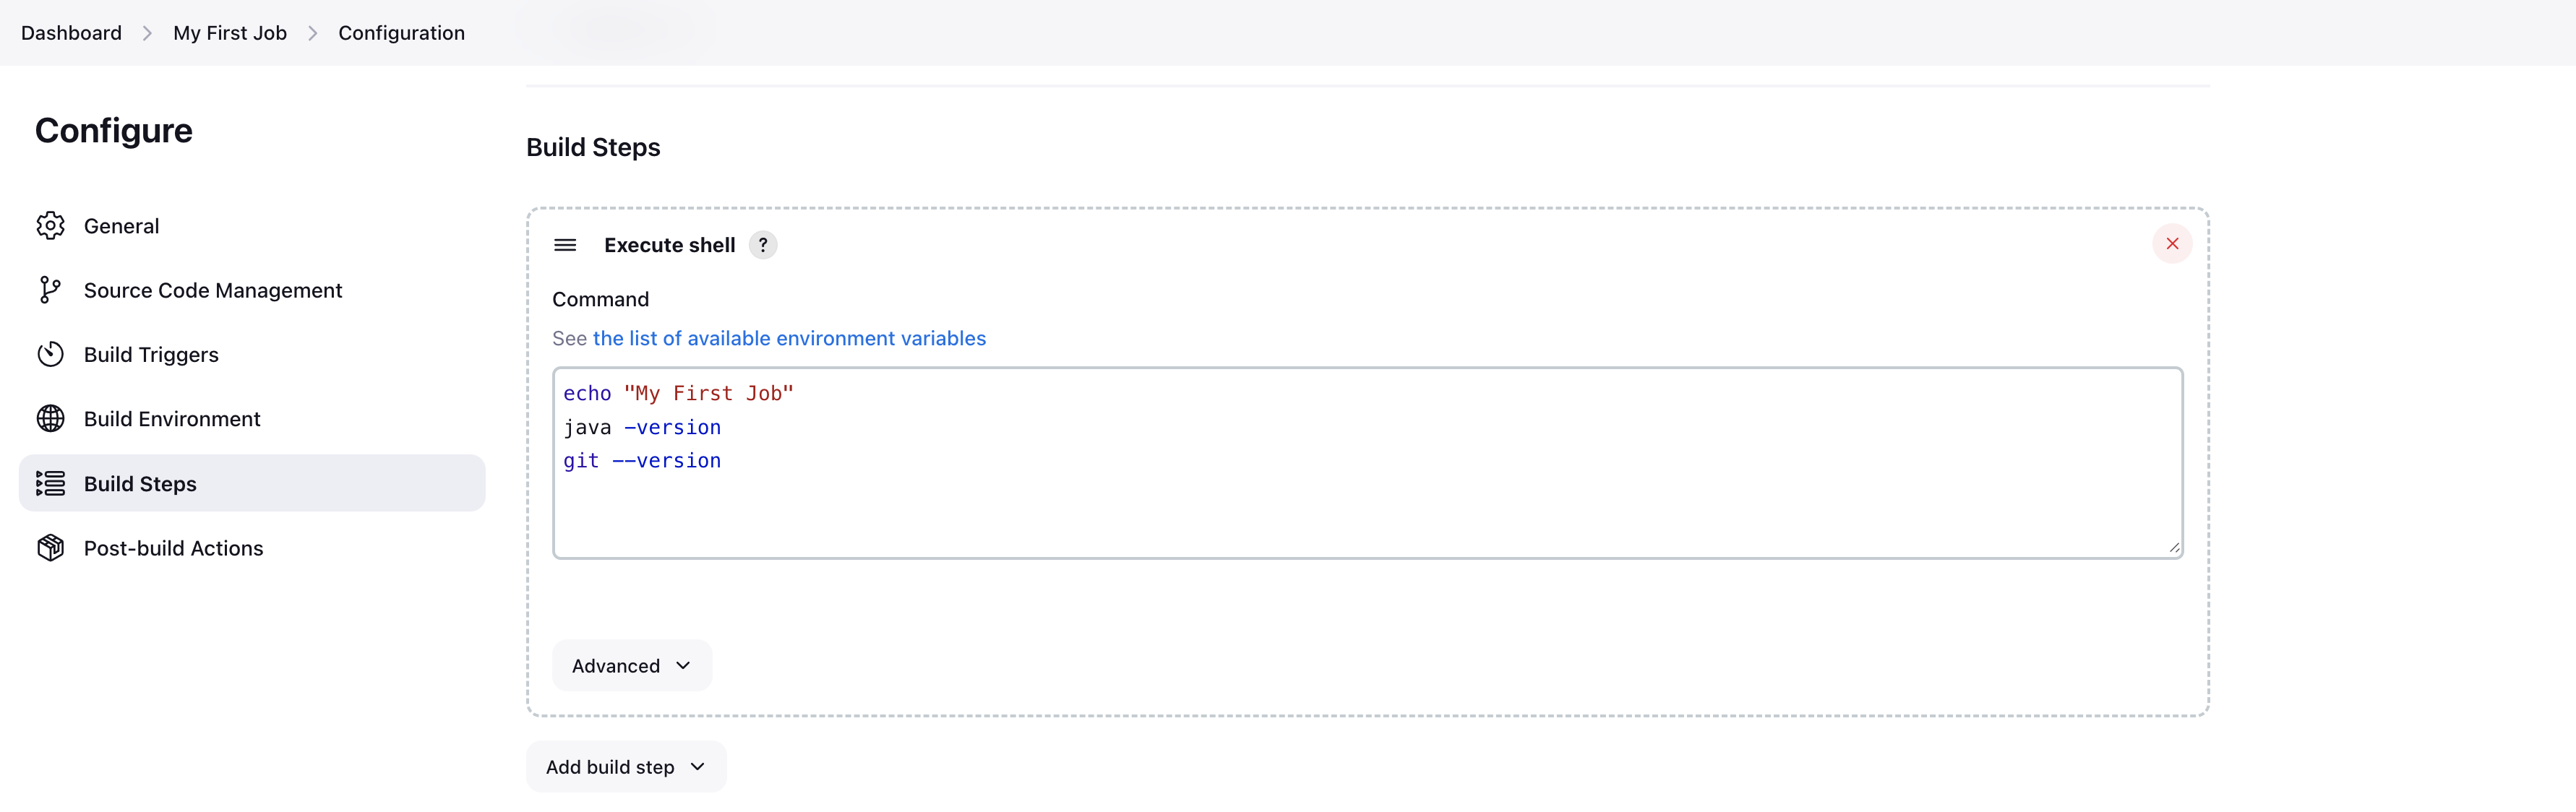 Dashboard > My First Job > Configuration
Configure
General
Source Code Management
Build Triggers
Build Environment
Build Steps
Post-build Actions
Build Steps
Execute shell ?
Command
See the list of available environment variables
echo "My First Job"
java -version
git --version
Advanced
Add build step